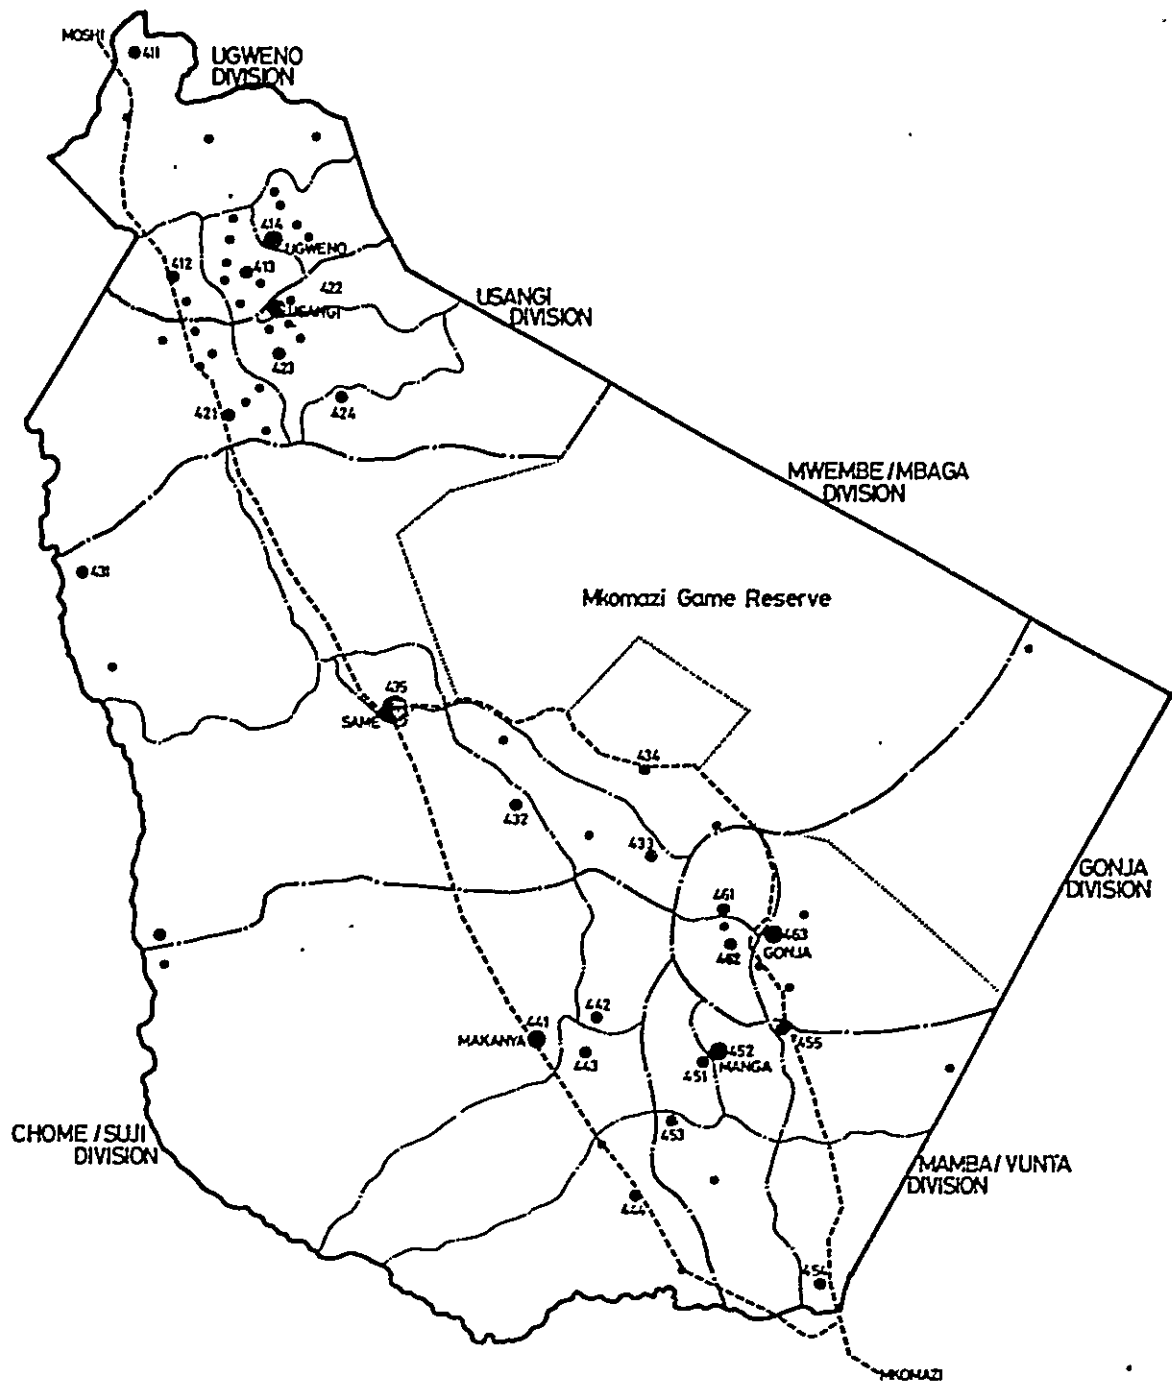 MOSHI
411
UGWENO
DIVISION
414
UGWENO
412
413
422
USANGI
USANGI
DIVISION
423
424
421
MWEMBE/MBAGA
DIVISION
431
Mkomazi Game Reserve
435
SAME
434
432
433
GONJA
DIVISION
461
463
462
GONJA
442
441
MAKANYA
443
452
451
MANGA
455
453
CHOME/SUJI
DIVISION
MAMBA/VUNTA
DIVISION
444
454
MKOMAZI